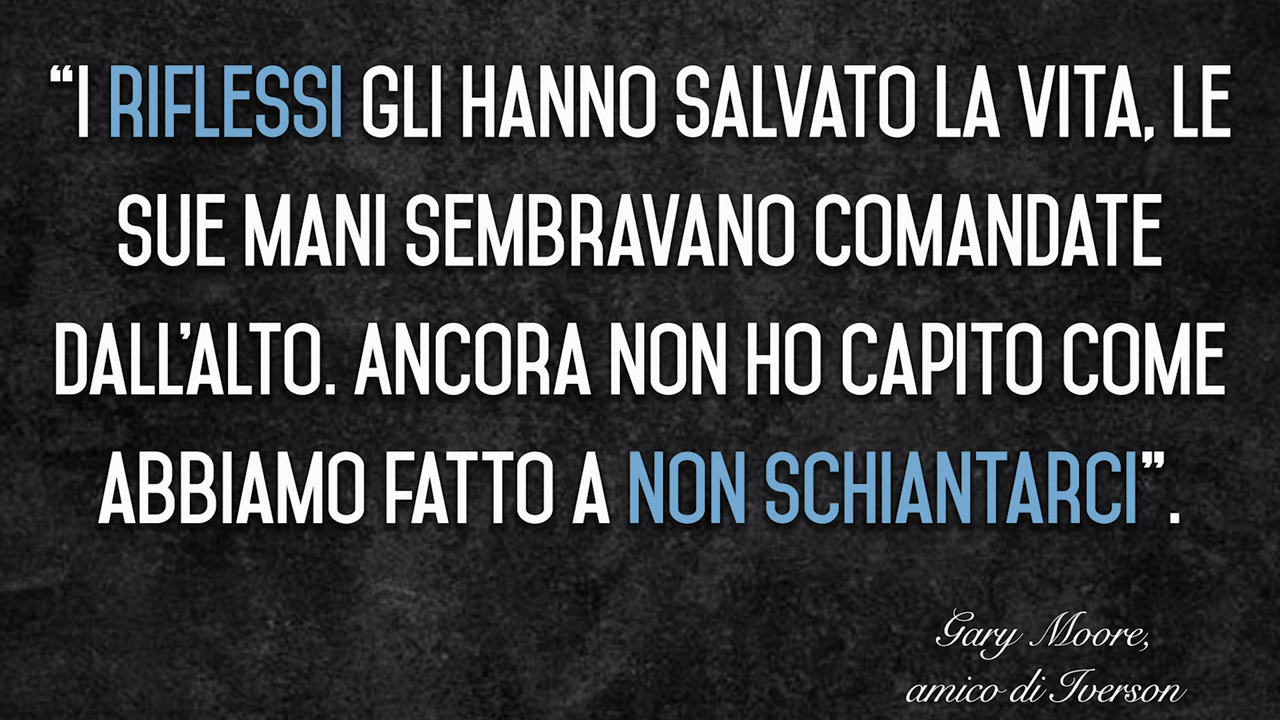 “I RIFLESSI GLI HANNO SALVATO LA VITA, LE
SUE MANI SEMBRAVANO COMANDATE
DALL’ALTO. ANCORA NON HO CAPITO COME
ABBIAMO FATTO A NON SCHIANTARCI”.
Gary Moore,
amico di Iverson